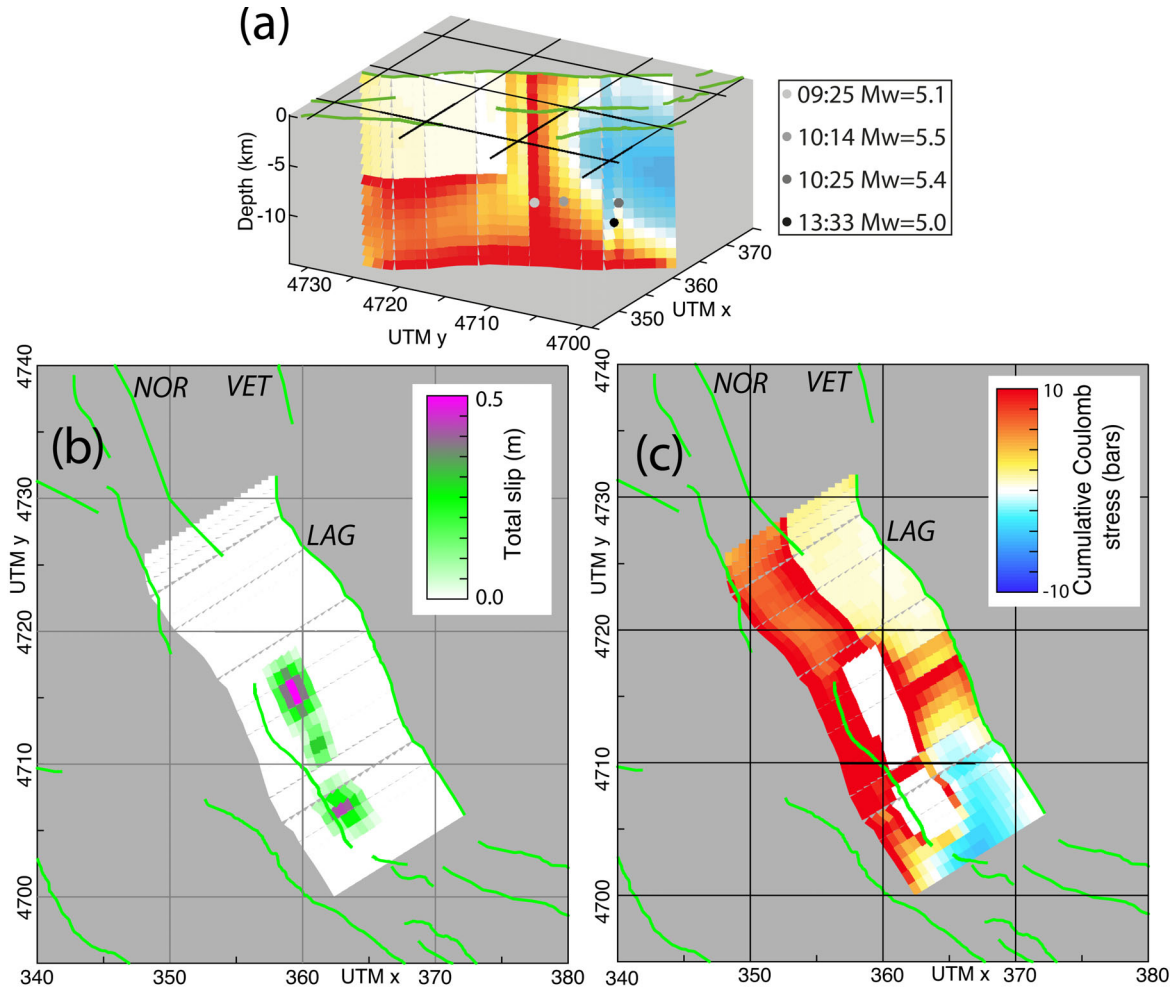 (a)
0
-5
-10
Depth (km)
4730
4720
4710
4700
UTM y
350
360
370
UTM x
09:25 Mw=5.1
10:14 Mw=5.5
10:25 Mw=5.4
13:33 Mw=5.0
(b)
NOR
VET
LAG
0.5
0.0
Total slip (m)
4740
4730
4720
4710
4700
UTM y
340
350
360
370
380
UTM x
(c)
NOR
VET
LAG
10
-10
Cumulative Coulomb
stress (bars)
4740
4730
4720
4710
4700
UTM y
340
350
360
370
380
UTM x